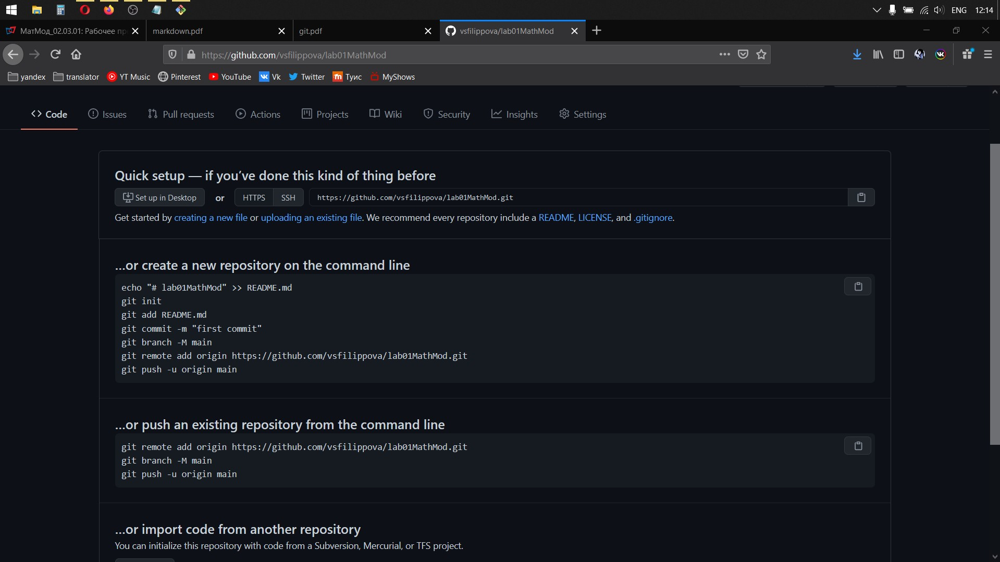 ENG 12:14
МатМод_02.03.01: Рабочее пр
markdown.pdf
git.pdf
vsfilippova/lab01MathMod
https://github.com/vsfilippova/lab01MathMod
yandex translator YT Music Pinterest YouTube Vk Twitter Туис MyShows
Code Issues Pull requests Actions Projects Wiki Security Insights Settings
Quick setup — if you’ve done this kind of thing before
Set up in Desktop or HTTPS SSH https://github.com/vsfilippova/lab01MathMod.git
Get started by creating a new file or uploading an existing file. We recommend every repository include a README, LICENSE, and .gitignore.
…or create a new repository on the command line
echo "# lab01MathMod" >> README.md
git init
git add README.md
git commit -m "first commit"
git branch -M main
git remote add origin https://github.com/vsfilippova/lab01MathMod.git
git push -u origin main
…or push an existing repository from the command line
git remote add origin https://github.com/vsfilippova/lab01MathMod.git
git branch -M main
git push -u origin main
…or import code from another repository
You can initialize this repository with code from a Subversion, Mercurial, or TFS project.